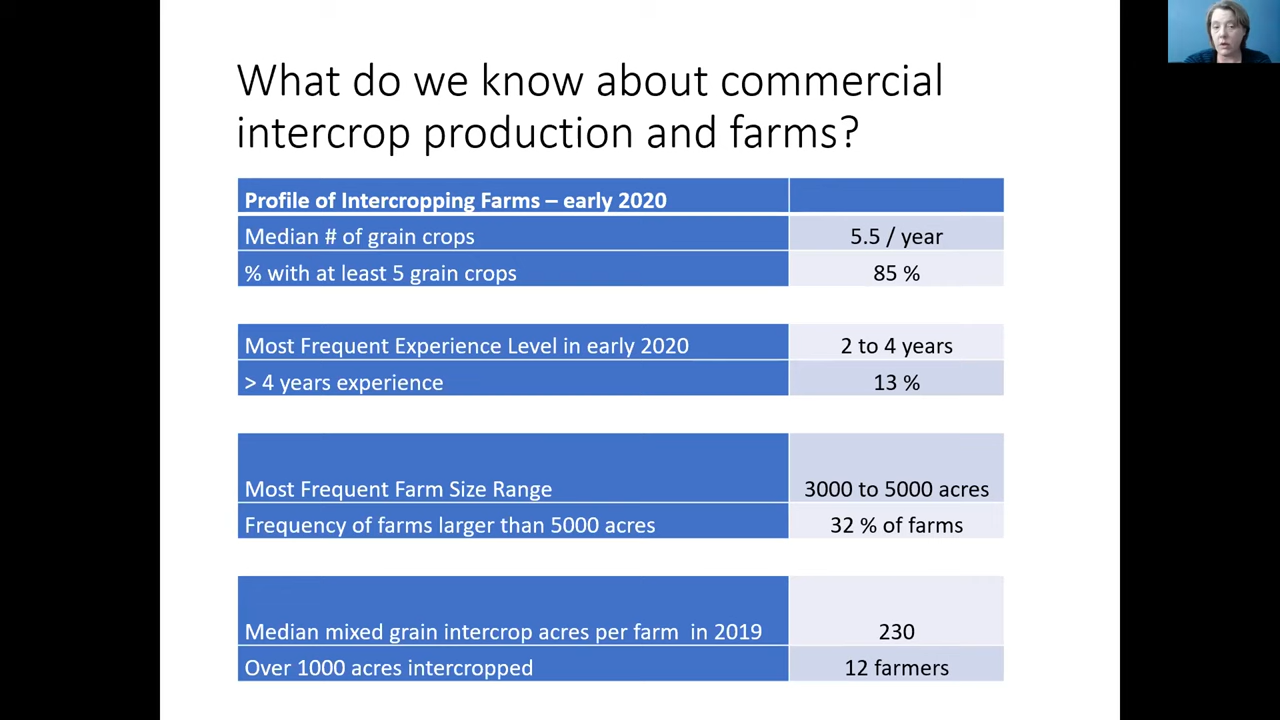 What do we know about commercial
intercrop production and farms?
Profile of Intercropping Farms – early 2020
Median # of grain crops 5.5 / year
% with at least 5 grain crops 85 %
Most Frequent Experience Level in early 2020 2 to 4 years
> 4 years experience 13 %
Most Frequent Farm Size Range 3000 to 5000 acres
Frequency of farms larger than 5000 acres 32 % of farms
Median mixed grain intercrop acres per farm in 2019 230
Over 1000 acres intercropped 12 farmers